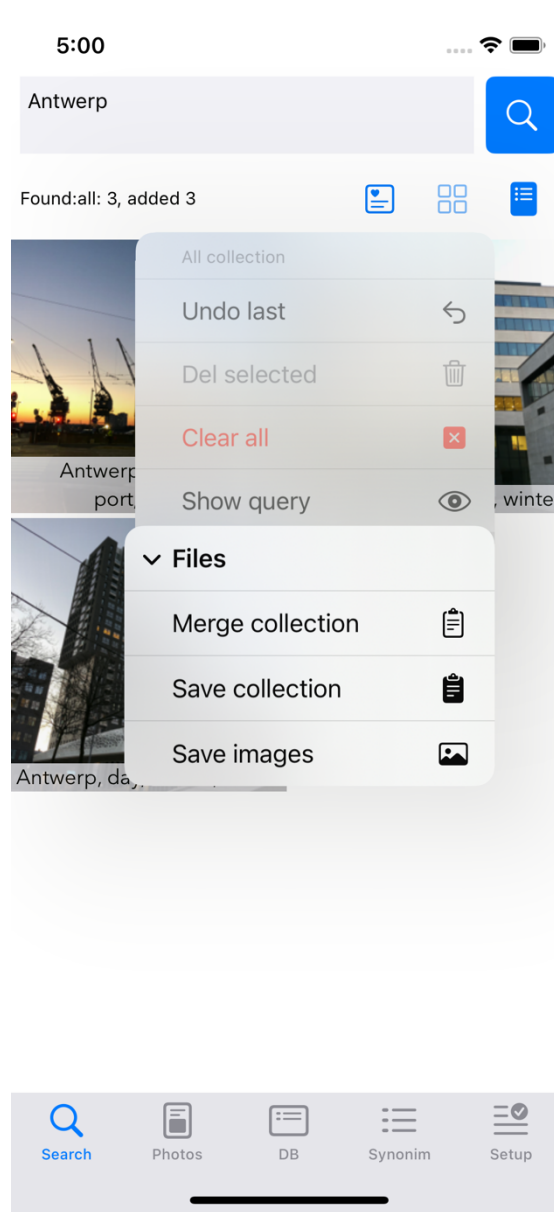 5:00
Antwerp
Found:all: 3, added 3
All collection
Undo last
Del selected
Clear all
Show query
Antwerp
port,
, winte
Files
Merge collection
Save collection
Save images
Antwerp, day,
Search
Photos
DB
Synonim
Setup